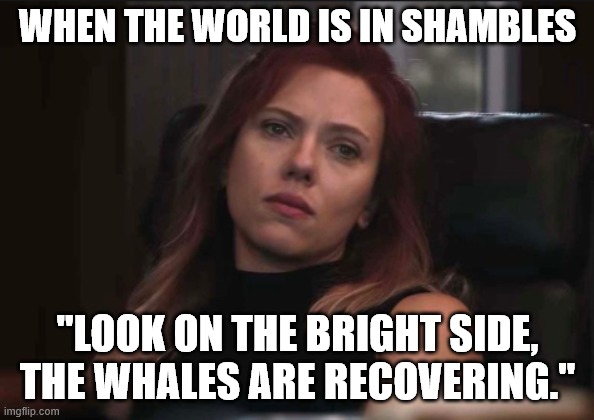 WHEN THE WORLD IS IN SHAMBLES
"LOOK ON THE BRIGHT SIDE,
THE WHALES ARE RECOVERING."
imgflip.com